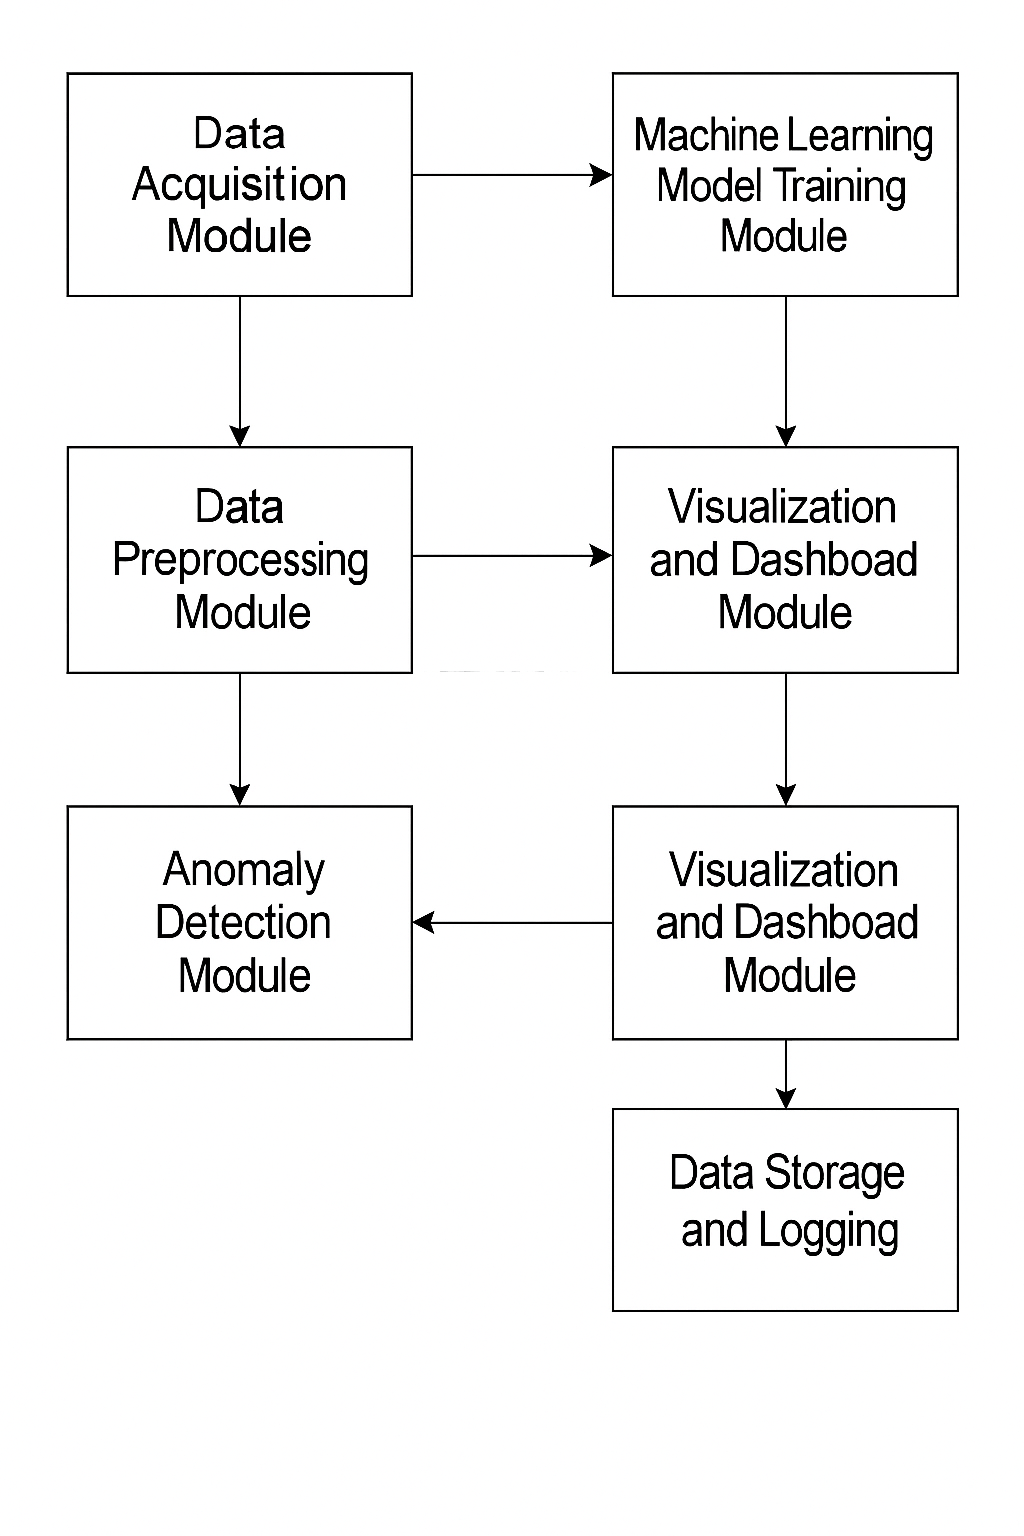 Data
Acquisition
Module
Machine Learning
Model Training
Module
Data
Preprocessing
Module
Visualization
and Dashboad
Module
Anomaly
Detection
Module
Visualization
and Dashboad
Module
Data Storage
and Logging